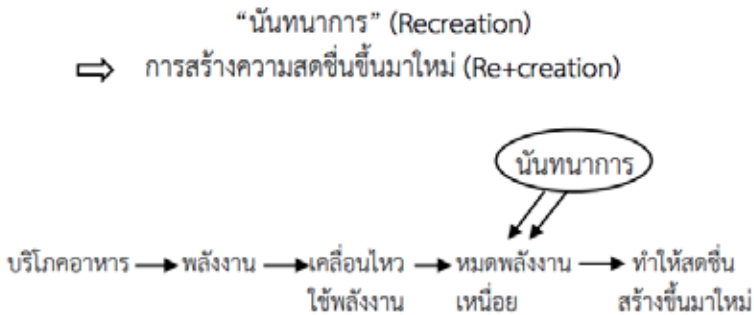 “นันทนาการ” (Recreation)
⇨ การสร้างความสดชื่นขึ้นมาใหม่ (Re+creation)
นันทนาการ
บริโภคอาหาร → พลังงาน → เคลื่อนไหว → หมดพลังงาน → ทำให้สดชื่น
ใช้พลังงาน เหนื่อย สร้างขึ้นมาใหม่